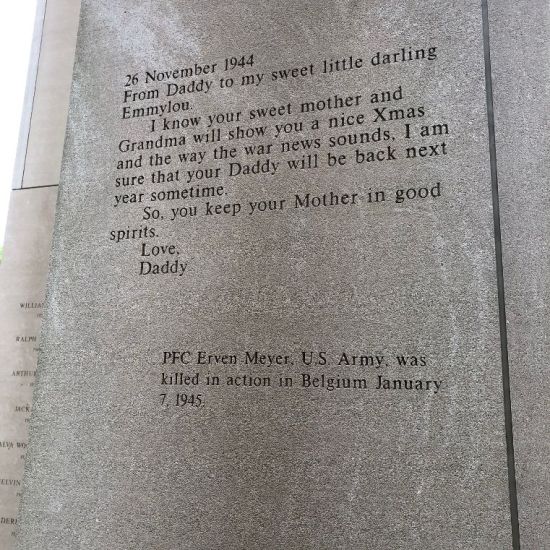 26 November 1944
From Daddy to my sweet little darling
Emmylou.
I know your sweet mother and
Grandma will show you a nice Xmas
and the way the war news sounds, I am
sure that your Daddy will be back next
year sometime.
So, you keep your Mother in good
spirits.
Love,
Daddy
PFC Erven Meyer, U.S. Army, was
killed in action in Belgium January
7, 1945.
RALPH
JACK